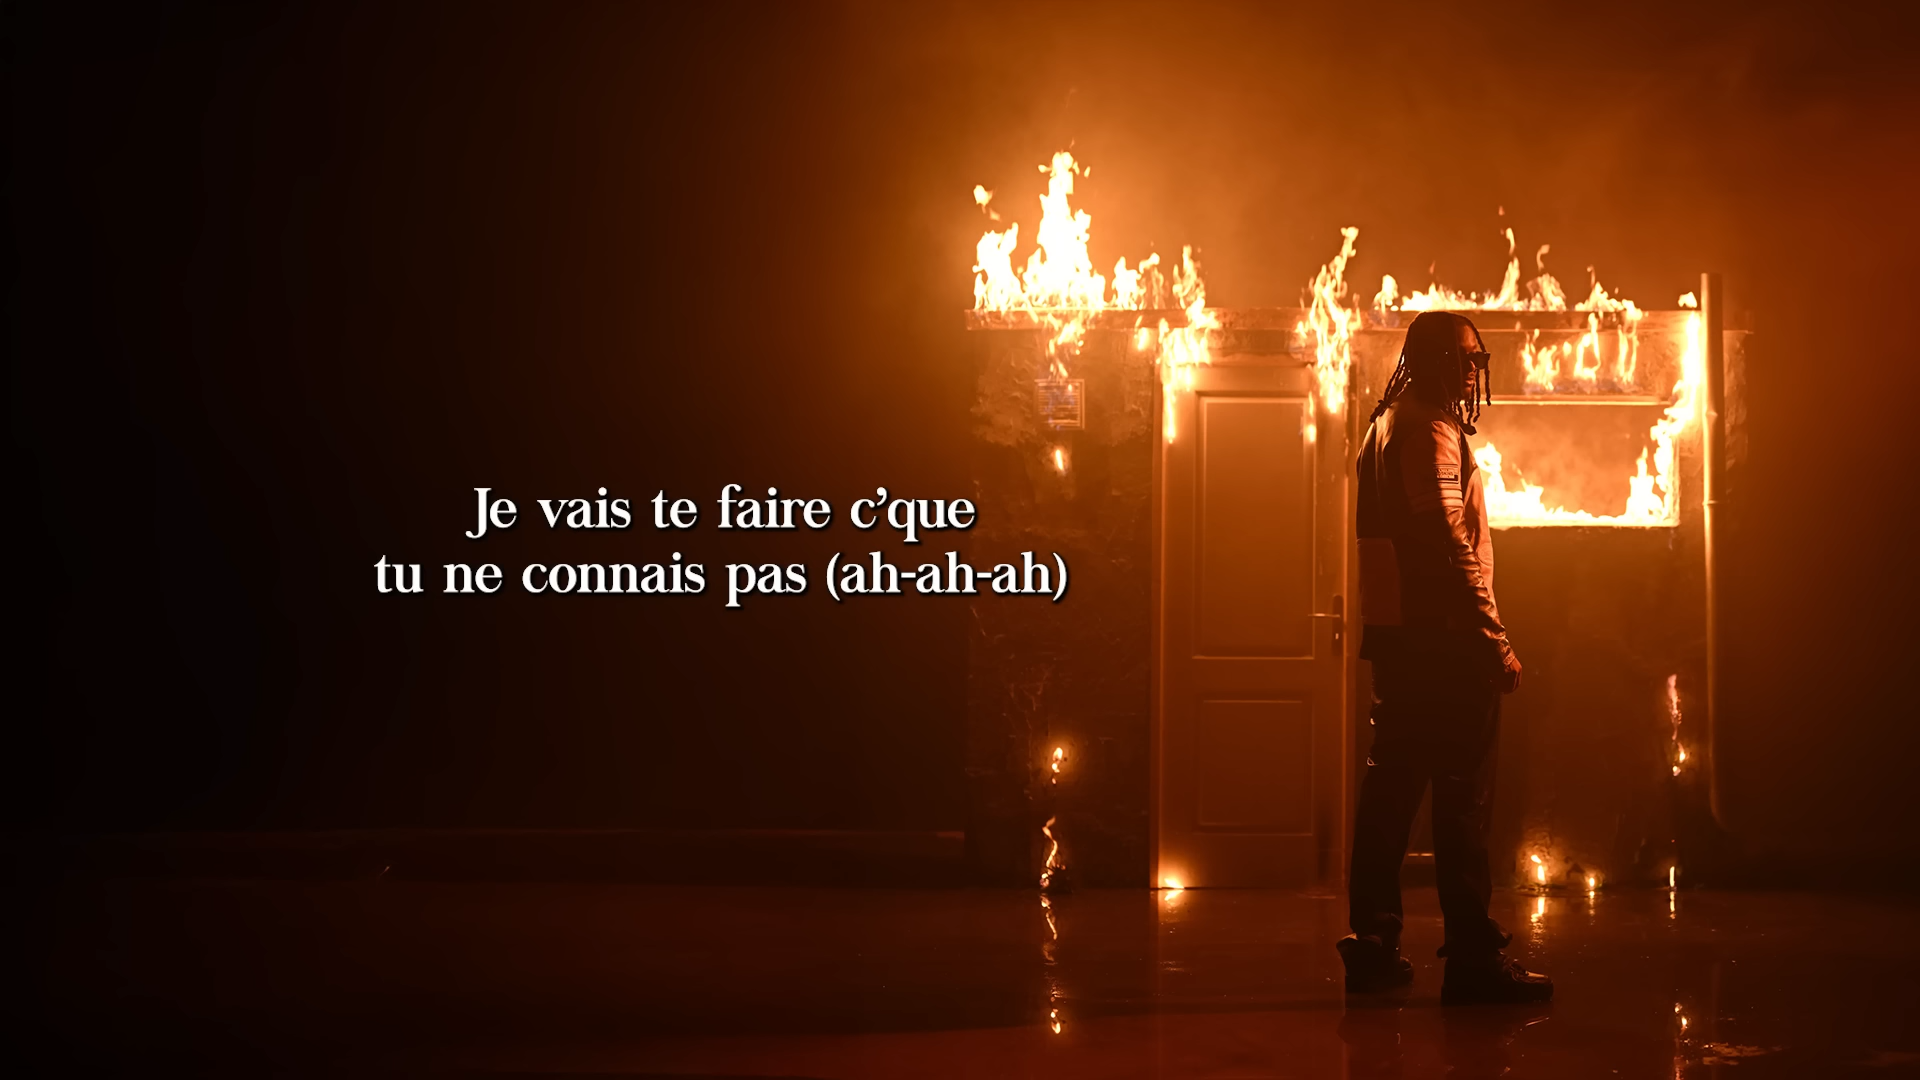 Je vais te faire c’que
tu ne connais pas (ah-ah-ah)